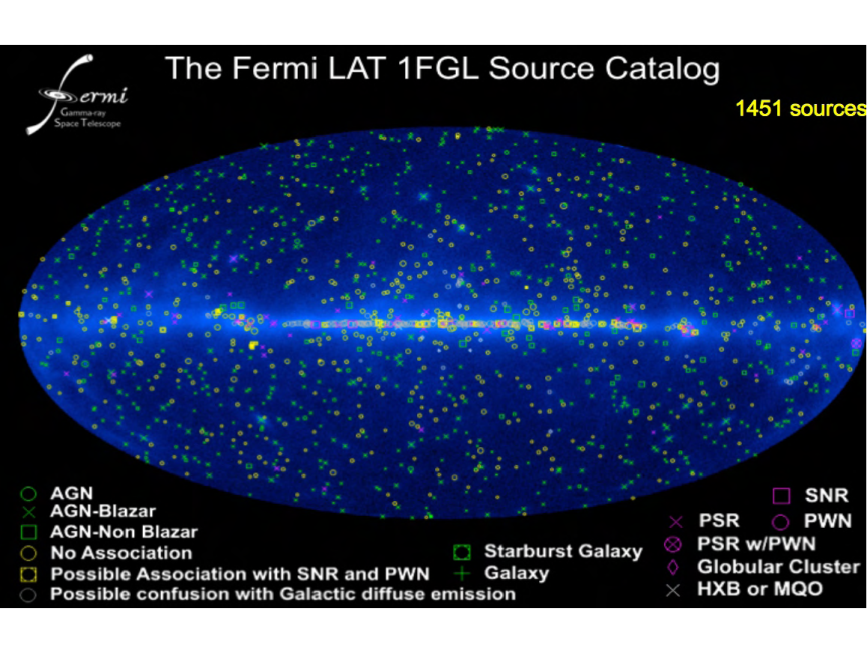 The Fermi LAT 1FGL Source Catalog
Fermi
Gamma-ray
Space Telescope
1451 sources
AGN
AGN-Blazar
AGN-Non Blazar
No Association
Possible Association with SNR and PWN
Possible confusion with Galactic diffuse emission
Starburst Galaxy
Galaxy
SNR
PSR
PWN
PSR w/PWN
Globular Cluster
HXB or MQO